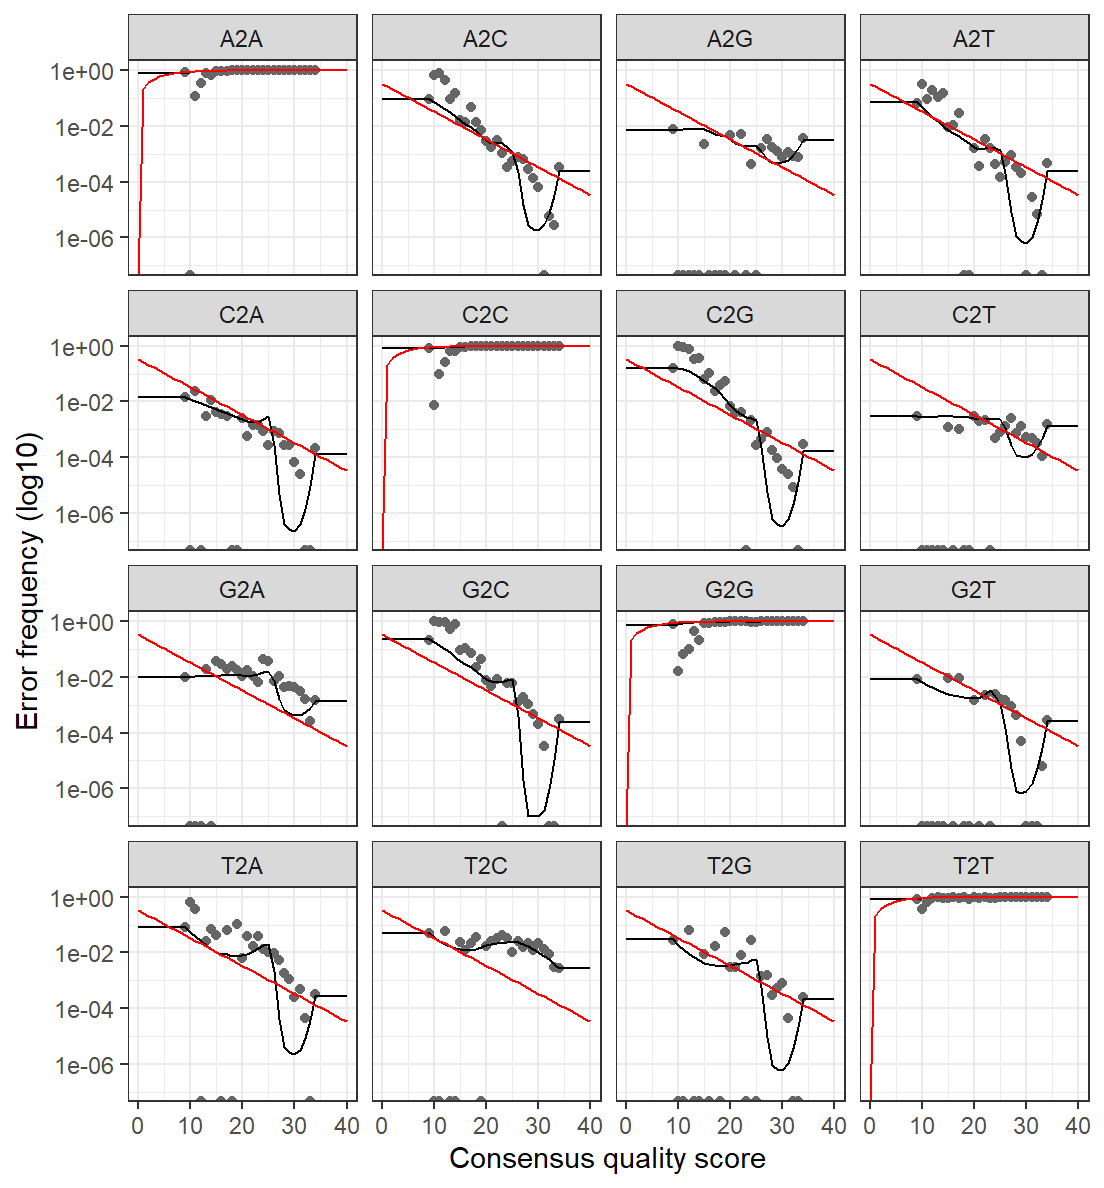 A2A A2C A2G A2T
1e+00
1e-02
1e-04
1e-06
C2A C2C C2G C2T
1e+00
1e-02
1e-04
1e-06
Error frequency (log10)
G2A G2C G2G G2T
1e+00
1e-02
1e-04
1e-06
T2A T2C T2G T2T
1e+00
1e-02
1e-04
1e-06
0 10 20 30 40 0 10 20 30 40 0 10 20 30 40 0 10 20 30 40
Consensus quality score